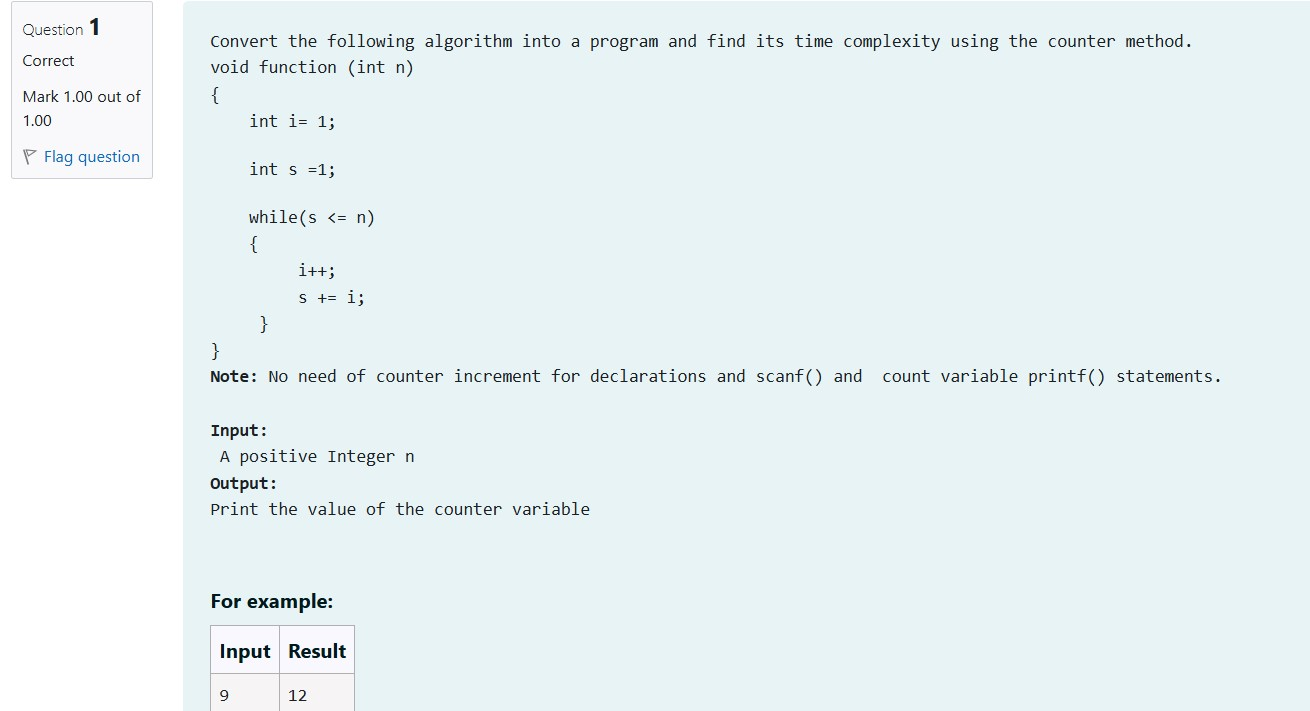 Question 1
Correct
Mark 1.00 out of
1.00
Flag question
Convert the following algorithm into a program and find its time complexity using the counter method.
void function (int n)
{
int i= 1;
int s =1;
while(s <= n)
{
i++;
s += i;
}
}
Note: No need of counter increment for declarations and scanf() and  count variable printf() statements.
Input:
A positive Integer n
Output:
Print the value of the counter variable
For example:
Input Result
9 12